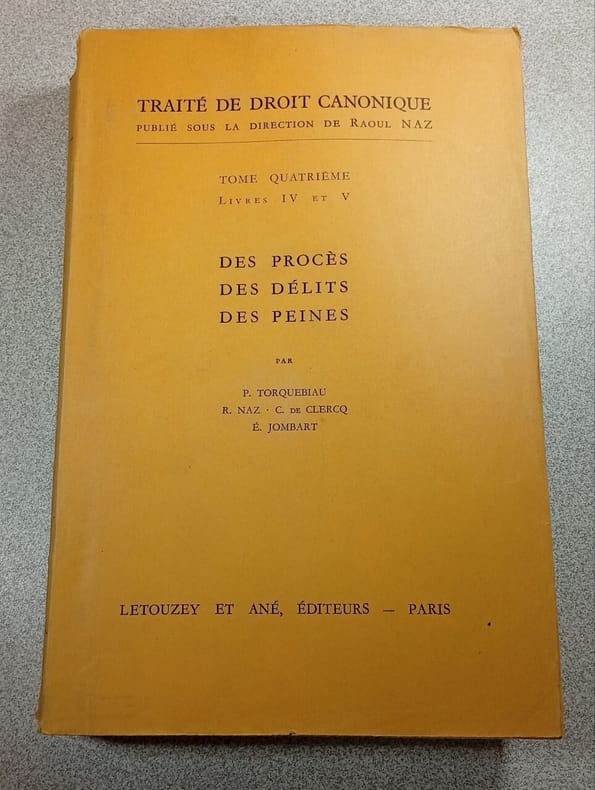 TRAITÉ DE DROIT CANONIQUE
PUBLIÉ SOUS LA DIRECTION DE RAOUL NAZ
TOME QUATRIÈME
LIVRES IV ET V
DES PROCÈS
DES DÉLITS
DES PEINES
PAR
P. TORQUEBIAU
R. NAZ · C. DE CLERCQ
É. JOMBART
LETOUZEY ET ANÉ, ÉDITEURS — PARIS